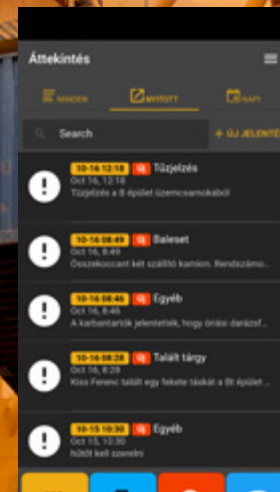 Áttekintés
MINDEN NYITOTT NAPI
Search + ÚJ JELENTÉS
10-16 12:18 Új Tűzjelzés
Oct 16, 12:18
Tűzjelzés a B épület üzemcsarnokából
10-16 08:49 Új Baleset
Oct 16, 8:49
Összekoccant két szállító kamion. Rendszámo...
10-16 08:46 Új Egyéb
Oct 16, 8:46
A karbantartók jelentették, hogy óriási darázsf...
10-16 08:28 Új Talált tárgy
Oct 16, 8:28
Kiss Ferenc talált egy fekete táskát a Bt épület ...
10-15 10:30 Új Egyéb
Oct 15, 10:30
hűtőt kell szerelni